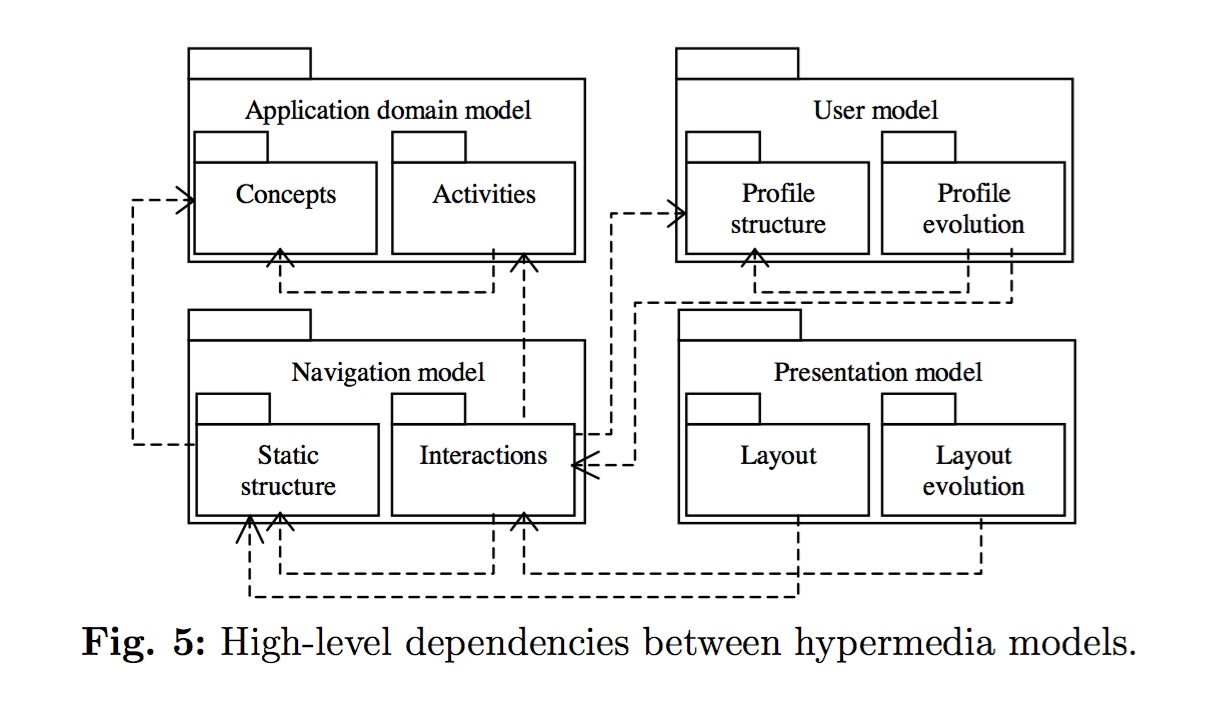 Application domain model
Concepts
Activities
User model
Profile
structure
Profile
evolution
Navigation model
Static
structure
Interactions
Presentation model
Layout
Layout
evolution
Fig. 5: High-level dependencies between hypermedia models.